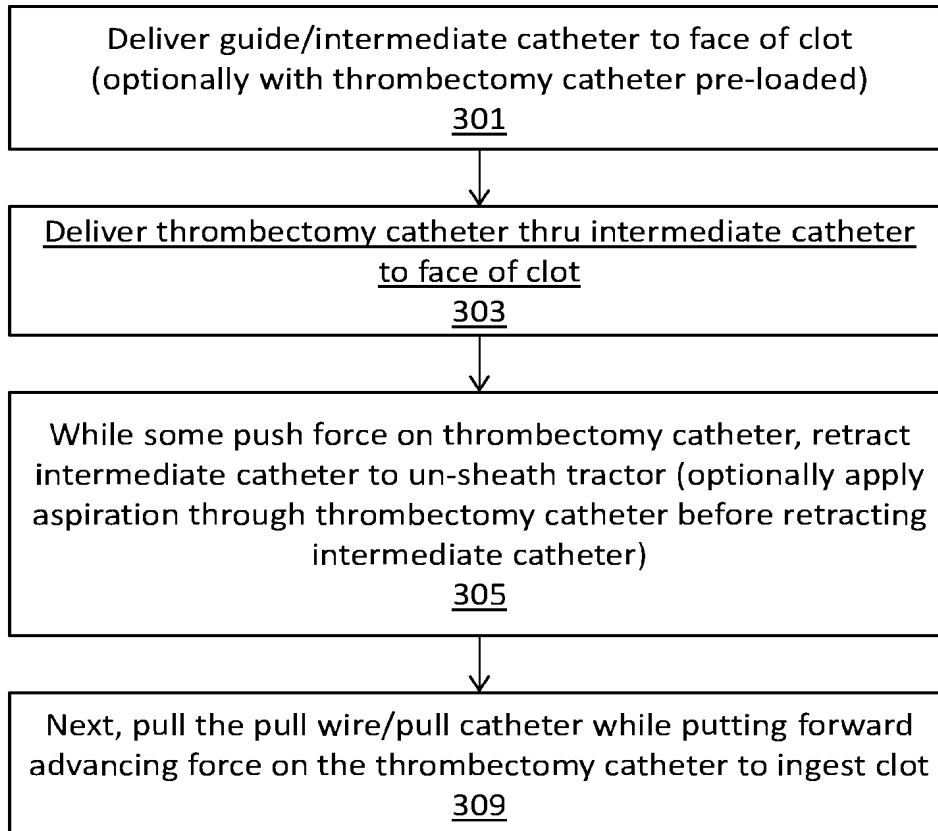 Deliver guide/intermediate catheter to face of clot
(optionally with thrombectomy catheter pre-loaded)
301
Deliver thrombectomy catheter thru intermediate catheter
to face of clot
303
While some push force on thrombectomy catheter, retract
intermediate catheter to un-sheath tractor (optionally apply
aspiration through thrombectomy catheter before retracting
intermediate catheter)
305
Next, pull the pull wire/pull catheter while putting forward
advancing force on the thrombectomy catheter to ingest clot
309